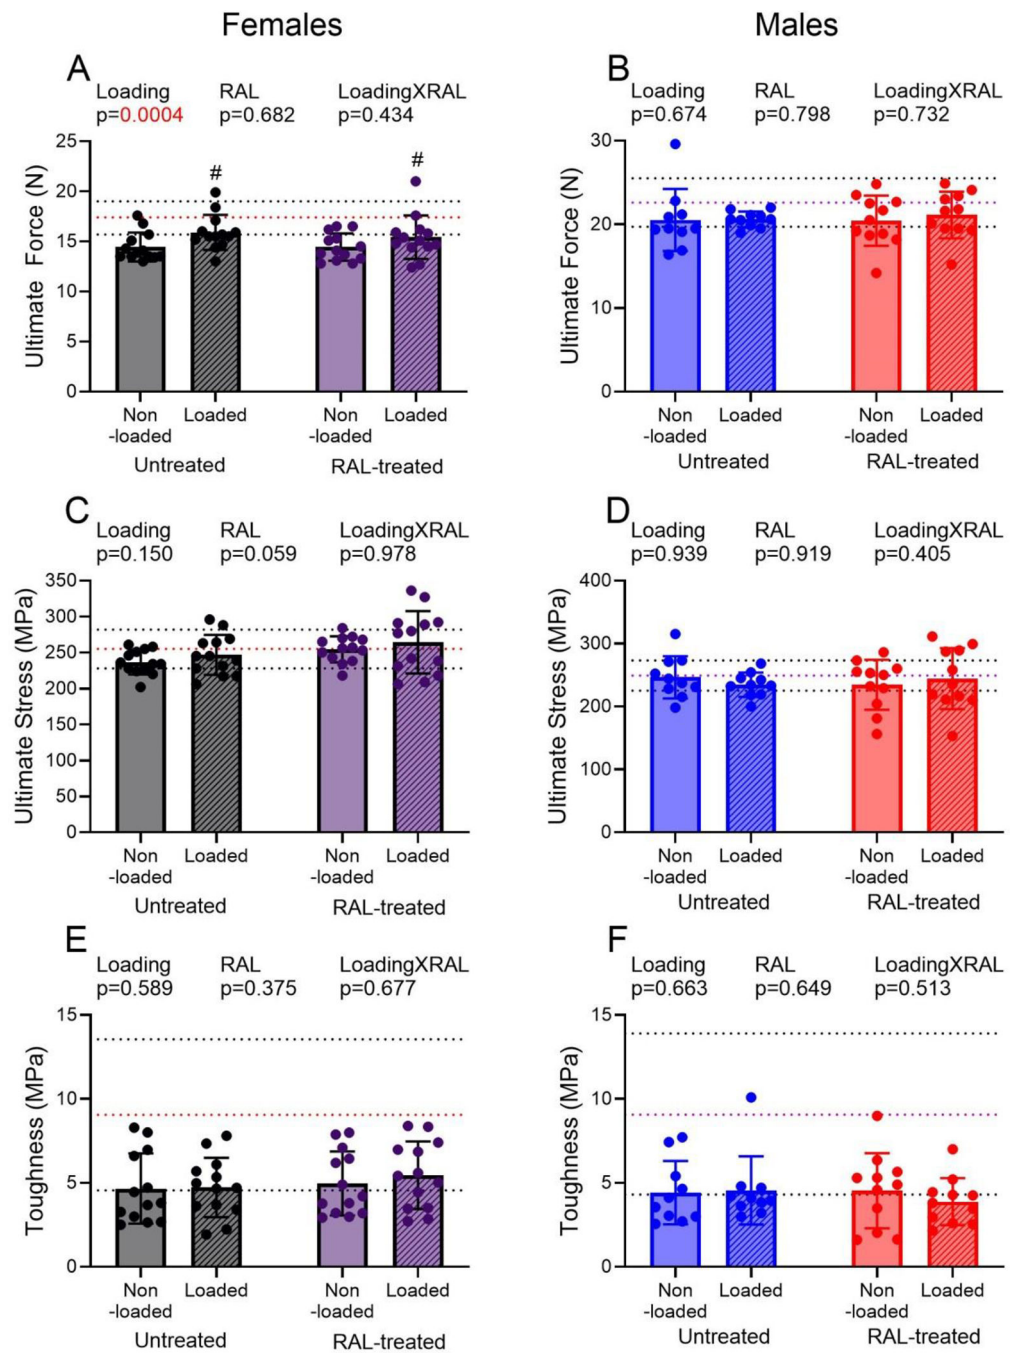 Females
Males
A
Loading RAL LoadingXRAL
p=0.0004 p=0.682 p=0.434
Ultimate Force (N)
25
20
15
10
5
0
#
#
Non
-loaded
Loaded
Non
-loaded
Loaded
Untreated
RAL-treated
B
Loading RAL LoadingXRAL
p=0.674 p=0.798 p=0.732
Ultimate Force (N)
30
20
10
0
Non
-loaded
Loaded
Non
-loaded
Loaded
Untreated
RAL-treated
C
Loading RAL LoadingXRAL
p=0.150 p=0.059 p=0.978
Ultimate Stress (MPa)
350
300
250
200
150
100
50
0
Non
-loaded
Loaded
Non
-loaded
Loaded
Untreated
RAL-treated
D
Loading RAL LoadingXRAL
p=0.939 p=0.919 p=0.405
Ultimate Stress (MPa)
400
300
200
100
0
Non
-loaded
Loaded
Non
-loaded
Loaded
Untreated
RAL-treated
E
Loading RAL LoadingXRAL
p=0.589 p=0.375 p=0.677
Toughness (MPa)
15
10
5
0
Non
-loaded
Loaded
Non
-loaded
Loaded
Untreated
RAL-treated
F
Loading RAL LoadingXRAL
p=0.663 p=0.649 p=0.513
Toughness (MPa)
15
10
5
0
Non
-loaded
Loaded
Non
-loaded
Loaded
Untreated
RAL-treated